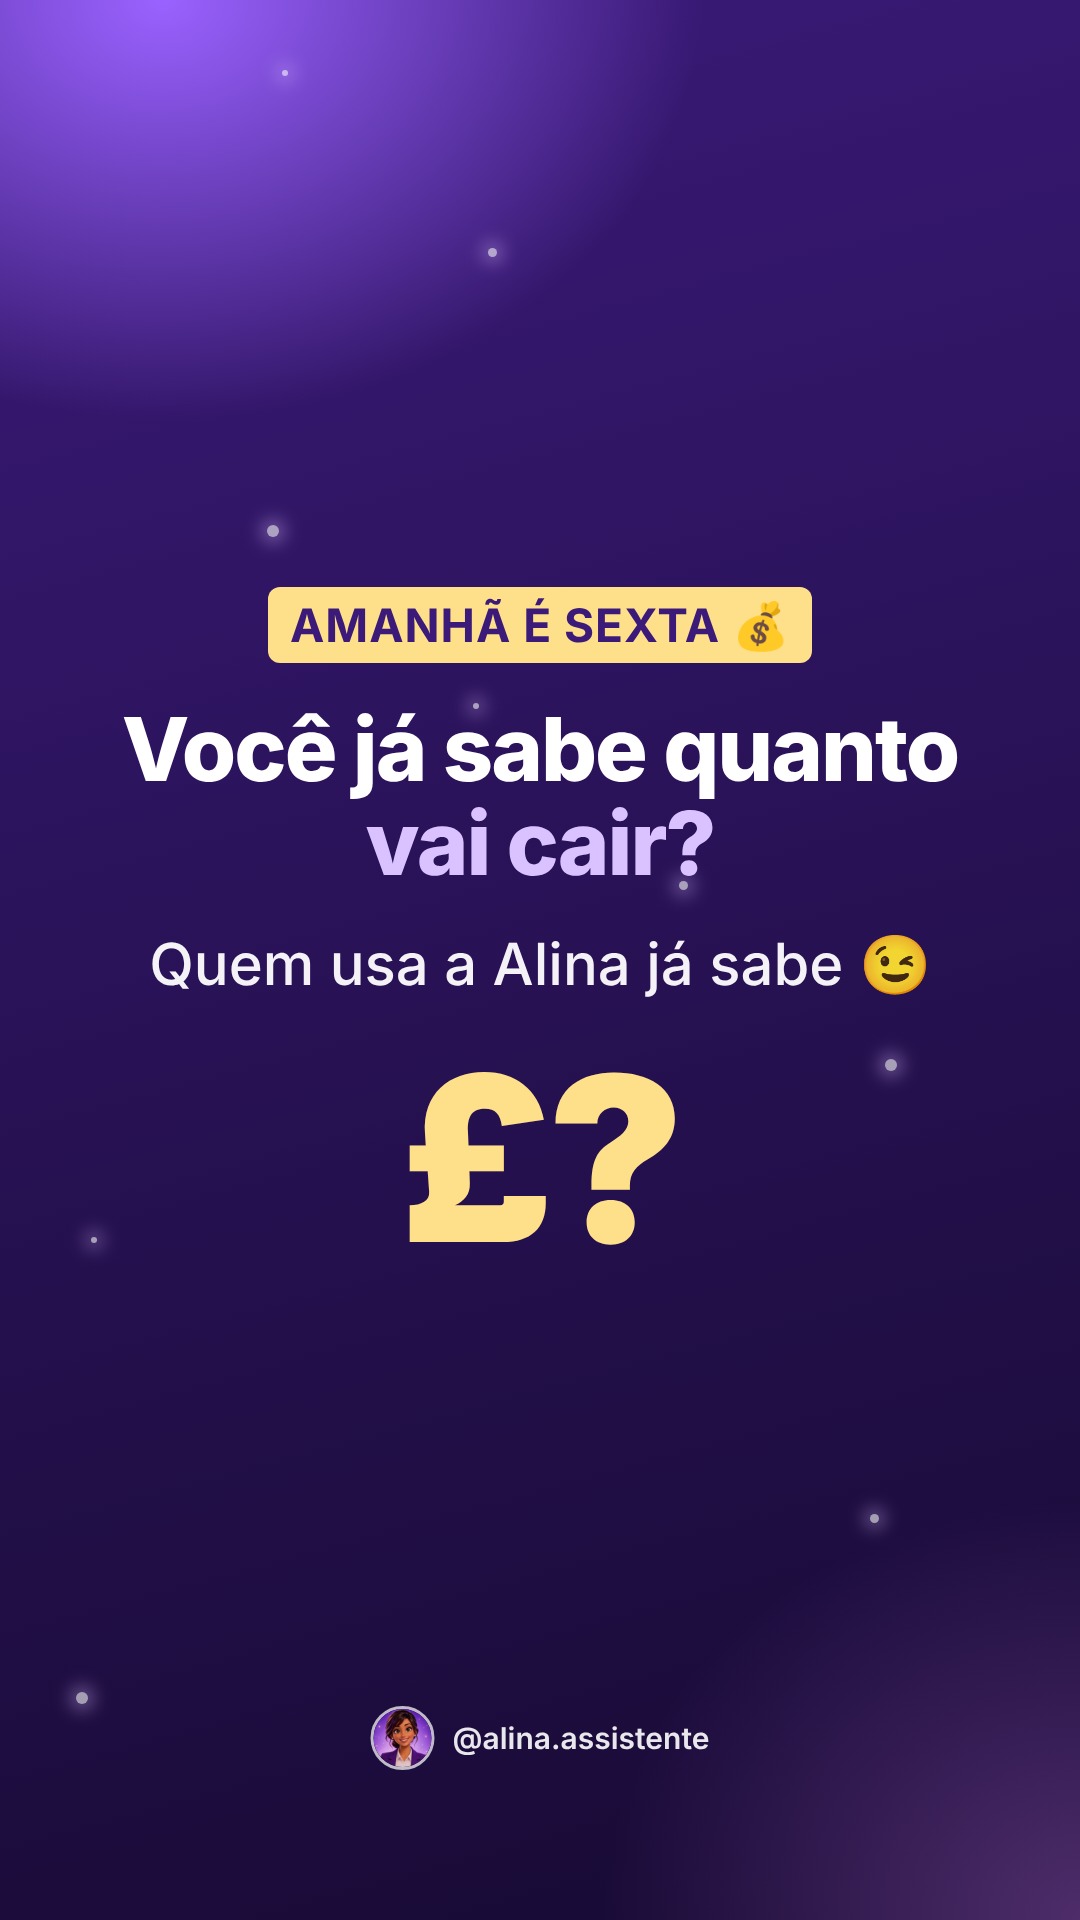 AMANHÃ É SEXTA 💰
Você já sabe quanto
vai cair?
Quem usa a Alina já sabe 😉
£?
@alina.assistente